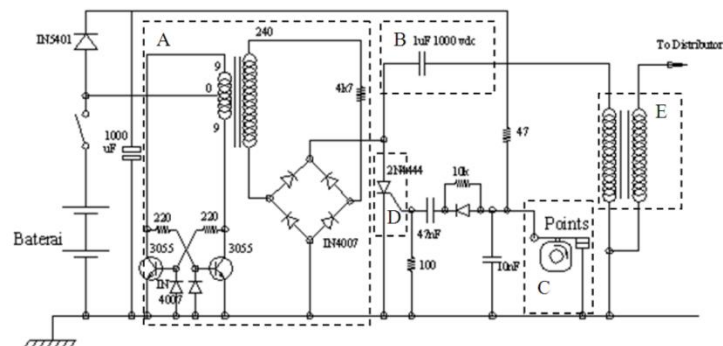 A
B
240
1uF 1000 vdc
IN5401
To Distributor
9
0
9
4k7
E
1000
uF
47
2N4444
10k
D
220
220
47nF
Points
Baterai
3055
3055
IN4007
IN
4007
100
10nF
C